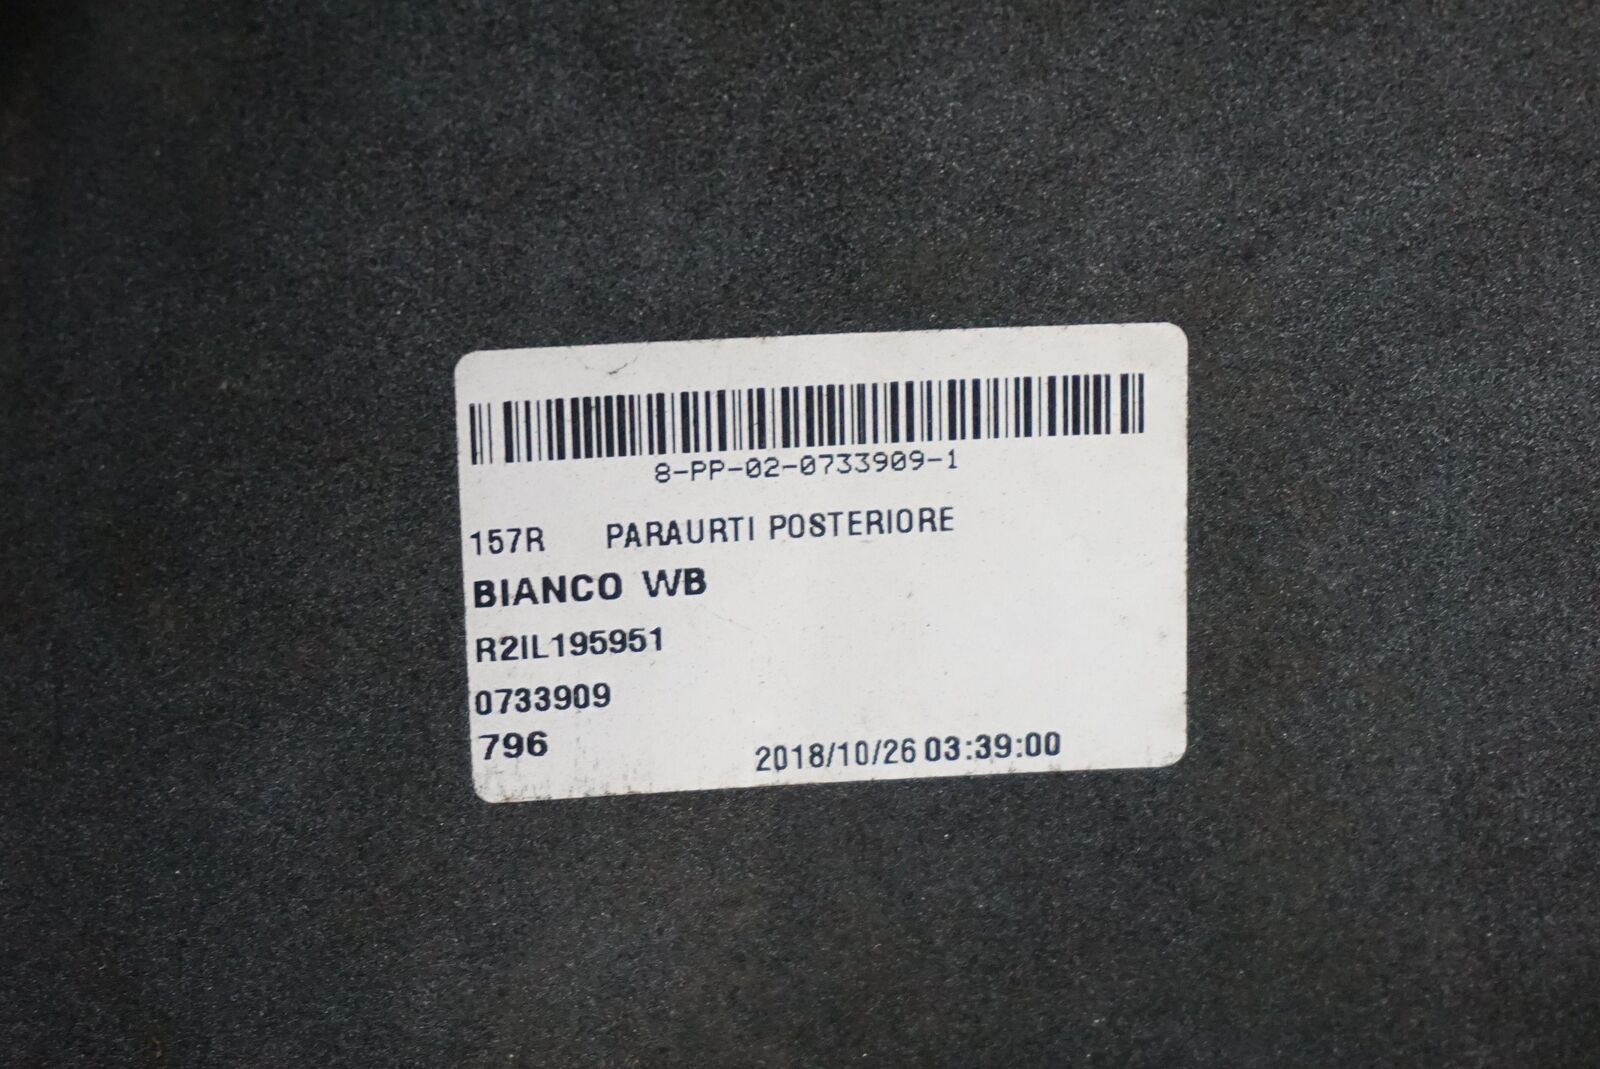 8-PP-02-0733909-1
157R PARAURTI POSTERIORE
BIANCO WB
R2IL195951
0733909
796 2018/10/26 03:39:00